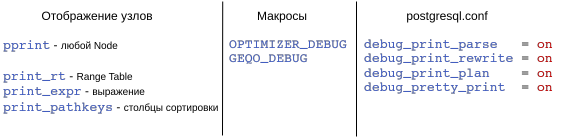 Отображение узлов
pprint - любой Node
print_rt - Range Table
print_expr - выражение
print_pathkeys - столбцы сортировки
Макросы
OPTIMIZER_DEBUG
GEQO_DEBUG
postgresql.conf
debug_print_parse = on
debug_print_rewrite = on
debug_print_plan = on
debug_pretty_print = on